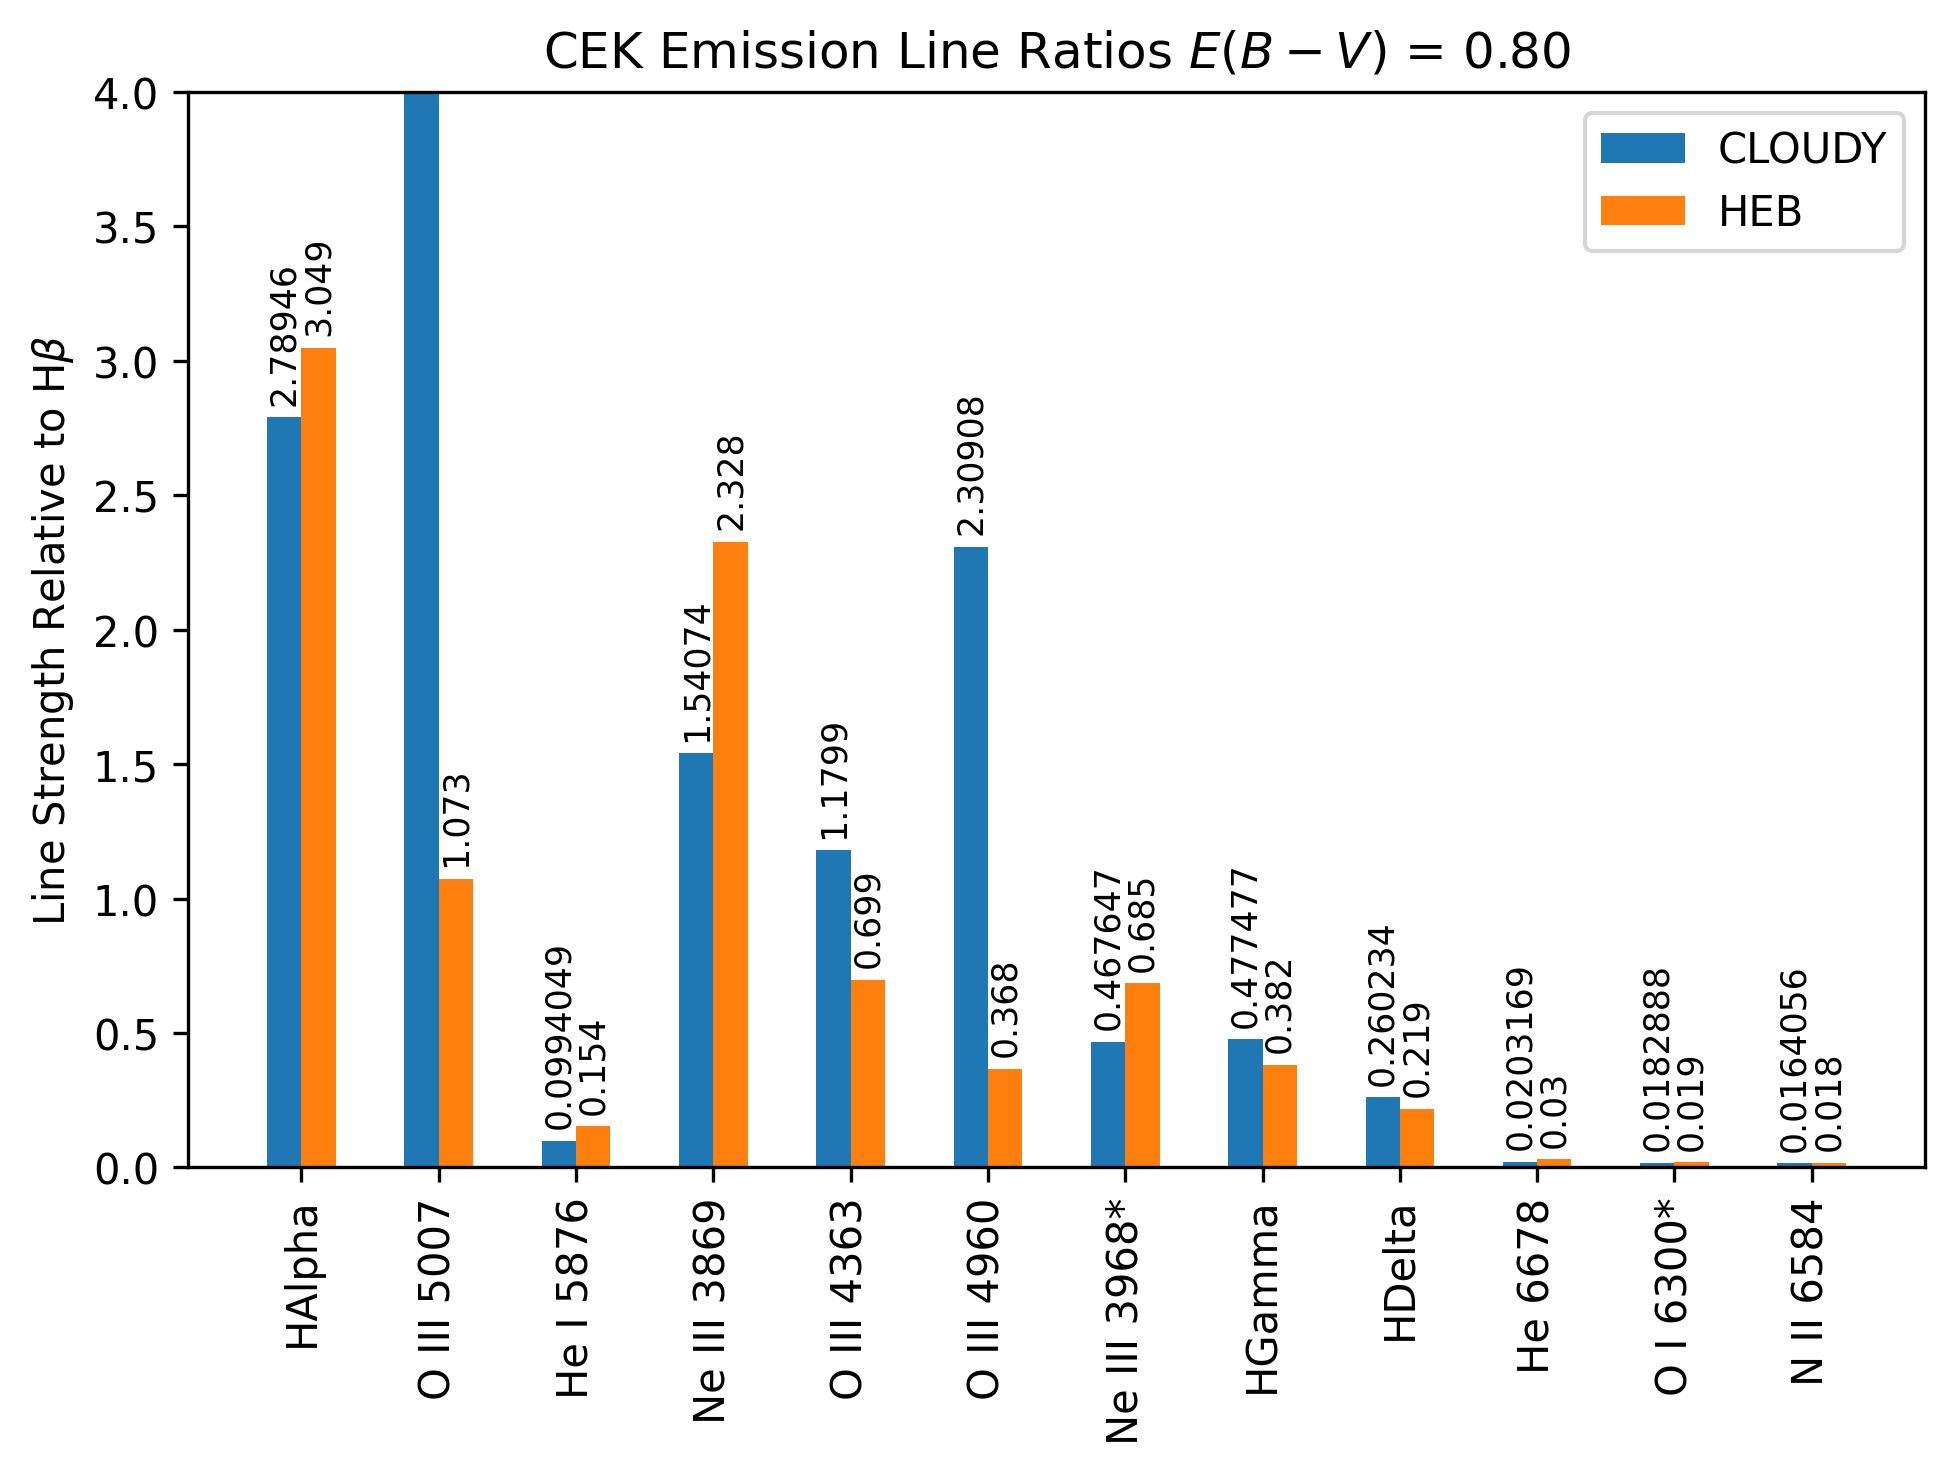 CEK Emission Line Ratios E(B − V) = 0.80
Line Strength Relative to Hβ
4.0
3.5
3.0
2.5
2.0
1.5
1.0
0.5
0.0
CLOUDY
HEB
2.78946
3.049
1.073
0.0994049
0.154
1.54074
2.328
1.1799
0.699
2.30908
0.368
0.467647
0.685
0.477477
0.382
0.260234
0.219
0.0203169
0.03
0.0182888
0.019
0.0164056
0.018
HAlpha
O III 5007
He I 5876
Ne III 3869
O III 4363
O III 4960
Ne III 3968*
HGamma
HDelta
He 6678
O I 6300*
N II 6584